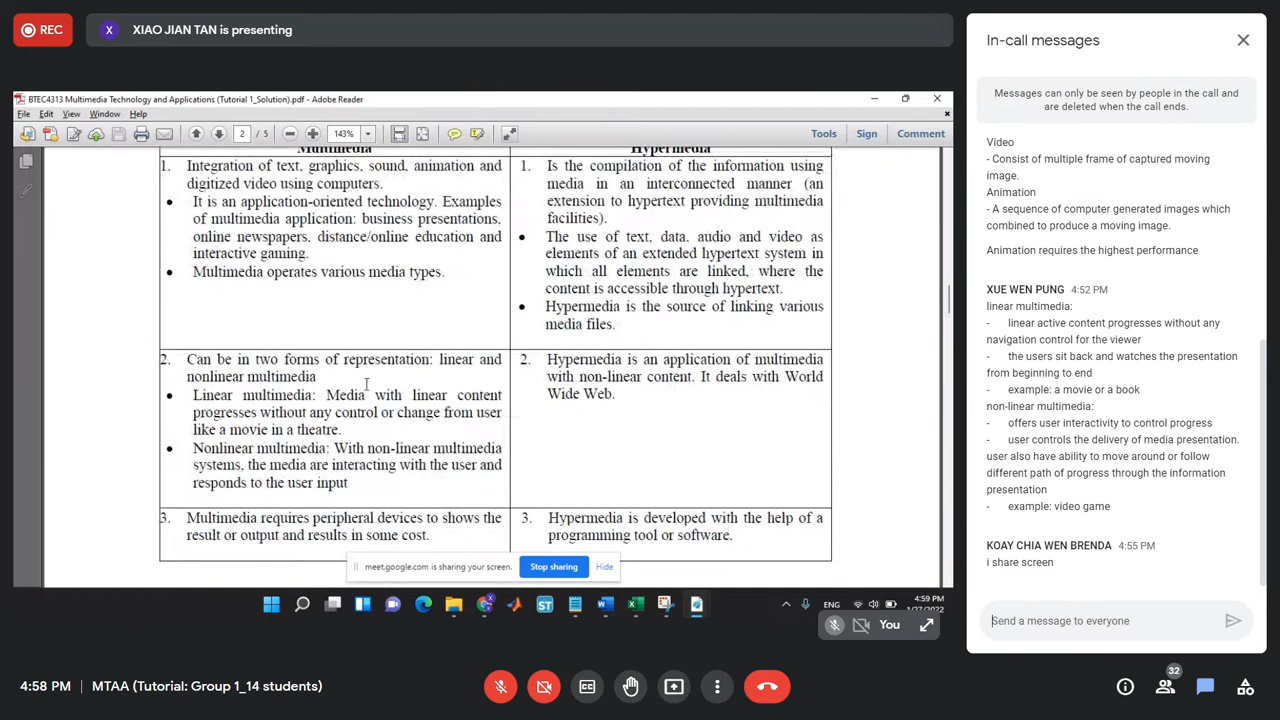 REC
X
XIAO JIAN TAN is presenting
BTEC4313 Multimedia Technology and Applications (Tutorial 1_Solution).pdf - Adobe Reader
File Edit View Window Help
2 / 5
143%
Tools Sign Comment
Multimedia
Hypermedia
1. Integration of text, graphics, sound, animation and
digitized video using computers.
• It is an application-oriented technology. Examples
of multimedia application: business presentations,
online newspapers, distance/online education and
interactive gaming.
• Multimedia operates various media types.
1. Is the compilation of the information using
media in an interconnected manner (an
extension to hypertext providing multimedia
facilities).
• The use of text, data, audio and video as
elements of an extended hypertext system in
which all elements are linked, where the
content is accessible through hypertext.
• Hypermedia is the source of linking various
media files.
2. Can be in two forms of representation: linear and
nonlinear multimedia
• Linear multimedia: Media with linear content
progresses without any control or change from user
like a movie in a theatre.
• Nonlinear multimedia: With non-linear multimedia
systems, the media are interacting with the user and
responds to the user input
2. Hypermedia is an application of multimedia
with non-linear content. It deals with World
Wide Web.
3. Multimedia requires peripheral devices to shows the
result or output and results in some cost.
3. Hypermedia is developed with the help of a
programming tool or software.
meet.google.com is sharing your screen.
Stop sharing
Hide
ST
ENG
4:59 PM
1/27/2022
You
4:58 PM
MTAA (Tutorial: Group 1_14 students)
In-call messages
Messages can only be seen by people in the call and
are deleted when the call ends.
Video
- Consist of multiple frame of captured moving
image.
Animation
- A sequence of computer generated images which
combined to produce a moving image.
Animation requires the highest performance
XUE WEN PUNG 4:52 PM
linear multimedia:
- linear active content progresses without any
navigation control for the viewer
- the users sit back and watches the presentation
from beginning to end
- example: a movie or a book
non-linear multimedia:
- offers user interactivity to control progress
- user controls the delivery of media presentation.
user also have ability to move around or follow
different path of progress through the information
presentation
- example: video game
KOAY CHIA WEN BRENDA 4:55 PM
i share screen
Send a message to everyone
32